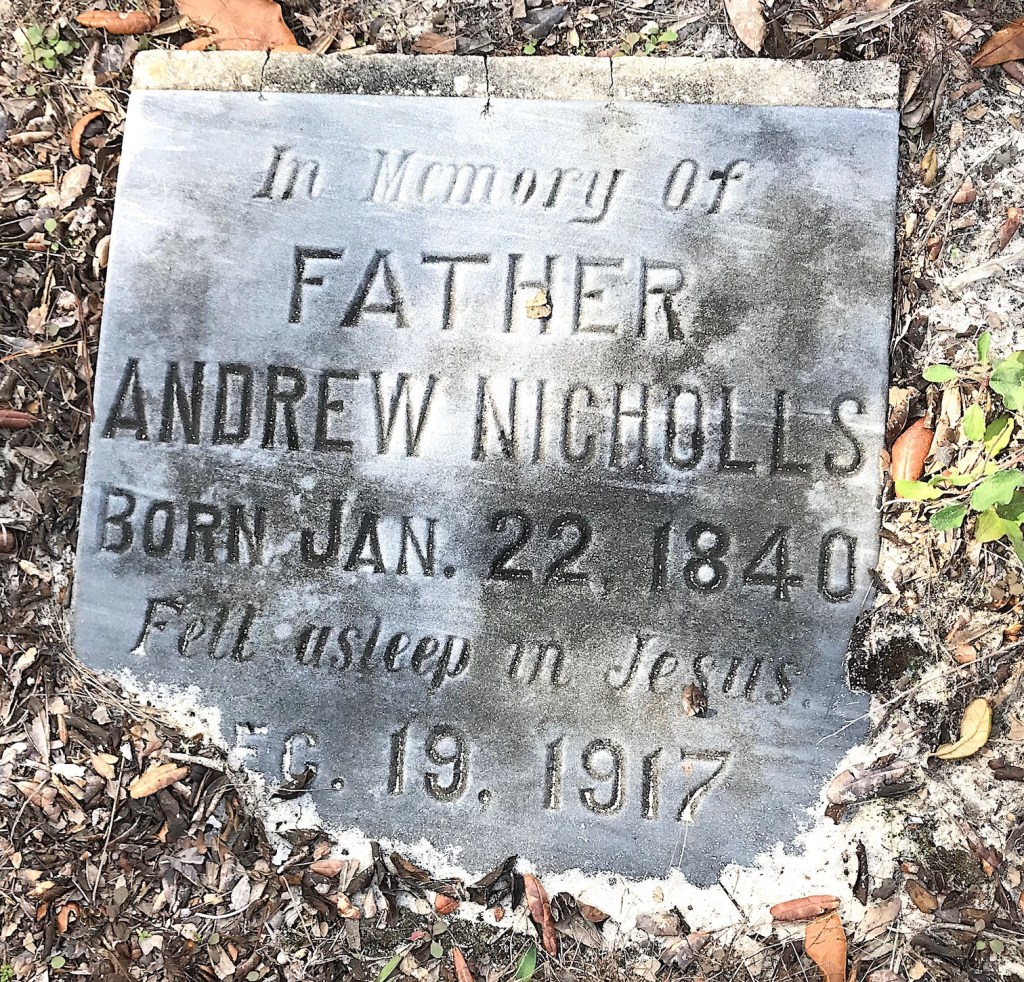 In Memory Of
FATHER
ANDREW NICHOLLS
BORN JAN. 22, 1840
Fell asleep in Jesus.
EC. 19, 1917